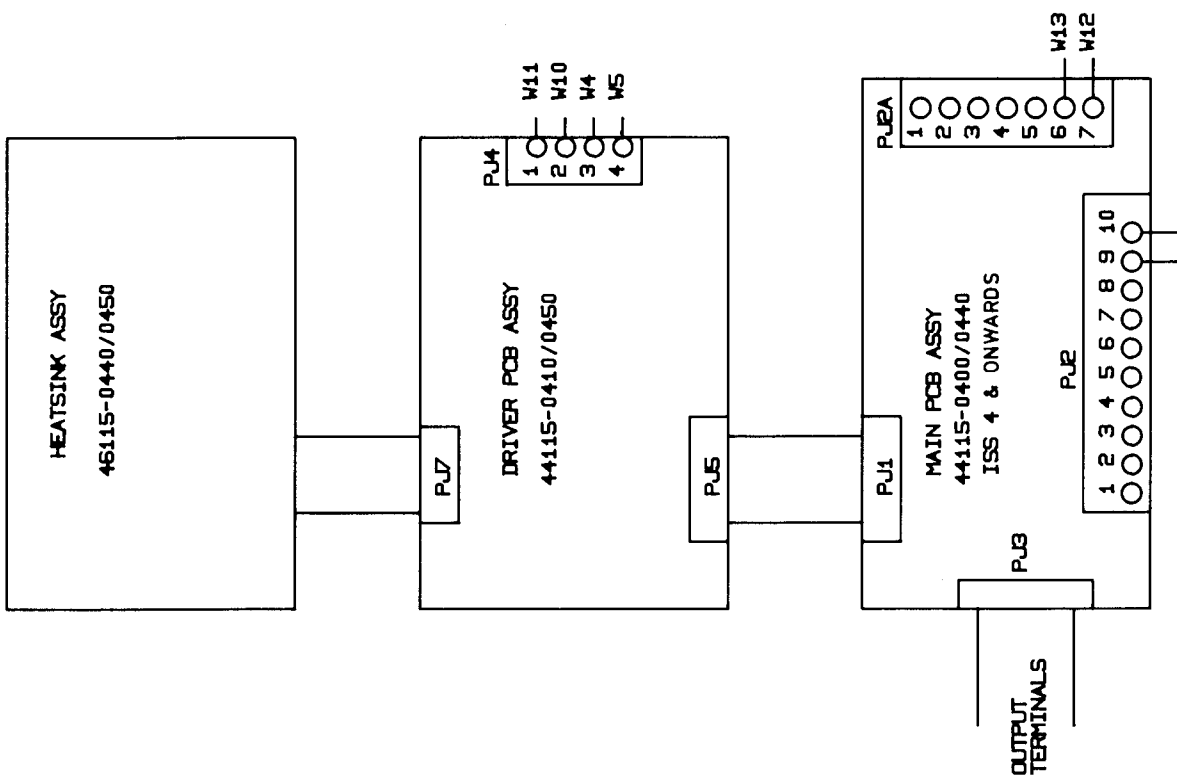 HEATSINK ASSY
46115-0440/0450
PJ7
DRIVER PCB ASSY
44115-0410/0450
PJ4
1
2
3
4
W11
W10
W4
W5
PJ5
PJ1
MAIN PCB ASSY
44115-0400/0440
ISS 4 & ONWARDS
PJ2A
1
2
3
4
5
6
7
W13
W12
PJ2
1 2 3 4 5 6 7 8 9 10
PJ3
OUTPUT
TERMINALS